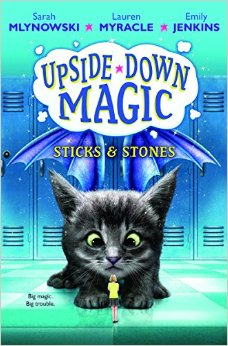 Sarah Lauren Emily
MLYNOWSKI MYRACLE JENKINS
UPSIDE★DOWN
MAGIC
STICKS & STONES
Big magic.
Big trouble.